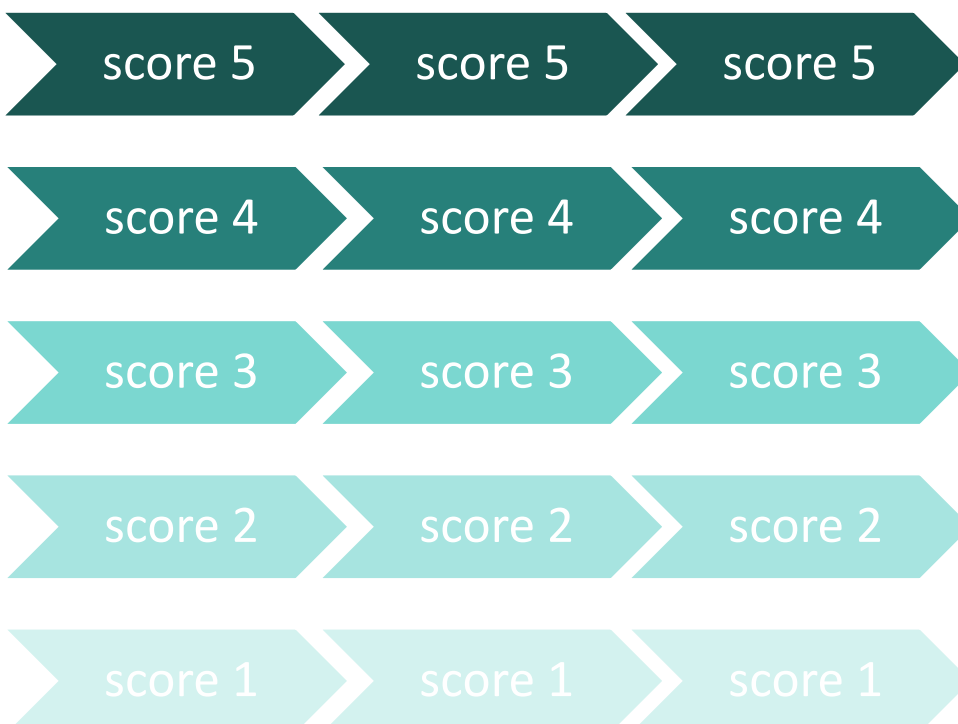 score 5 score 5 score 5
score 4 score 4 score 4
score 3 score 3 score 3
score 2 score 2 score 2
score 1 score 1 score 1